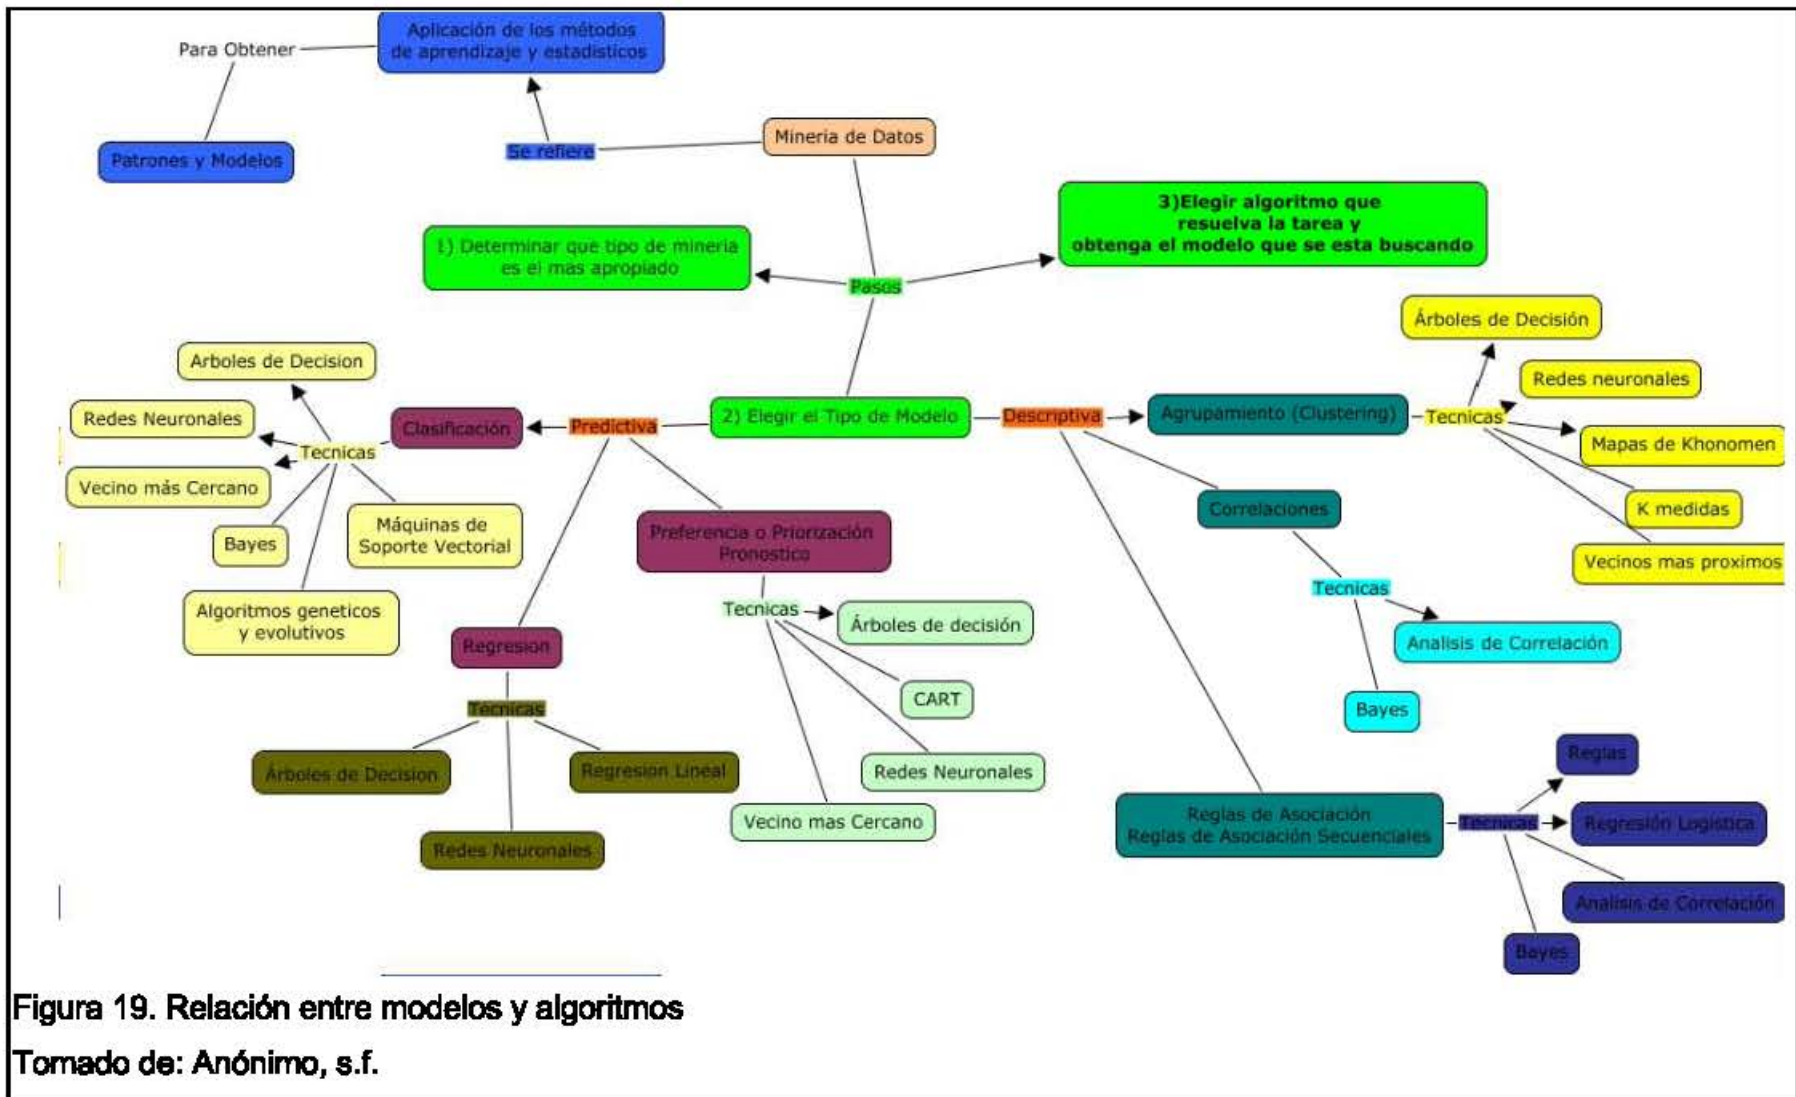 Aplicación de los métodos
de aprendizaje y estadisticos
Para Obtener
Patrones y Modelos
Se refiere
Mineria de Datos
3)Elegir algoritmo que
resuelva la tarea y
obtenga el modelo que se esta buscando
1) Determinar que tipo de mineria
es el mas apropiado
Pasos
2) Elegir el Tipo de Modelo
Predictiva
Clasificación
Tecnicas
Arboles de Decision
Redes Neuronales
Vecino más Cercano
Bayes
Máquinas de
Soporte Vectorial
Algoritmos geneticos
y evolutivos
Regresion
Tecnicas
Árboles de Decision
Regresion Lineal
Redes Neuronales
Preferencia o Priorización
Pronostico
Tecnicas
Árboles de decisión
CART
Redes Neuronales
Vecino mas Cercano
Descriptiva
Agrupamiento (Clustering)
Tecnicas
Árboles de Decisión
Redes neuronales
Mapas de Khonomen
K medidas
Vecinos mas proximos
Correlaciones
Tecnicas
Analisis de Correlación
Bayes
Reglas de Asociación
Reglas de Asociación Secuenciales
Tecnicas
Reglas
Regresión Logistica
Analisis de Correlación
Bayes
Figura 19. Relación entre modelos y algoritmos
Tomado de: Anónimo, s.f.